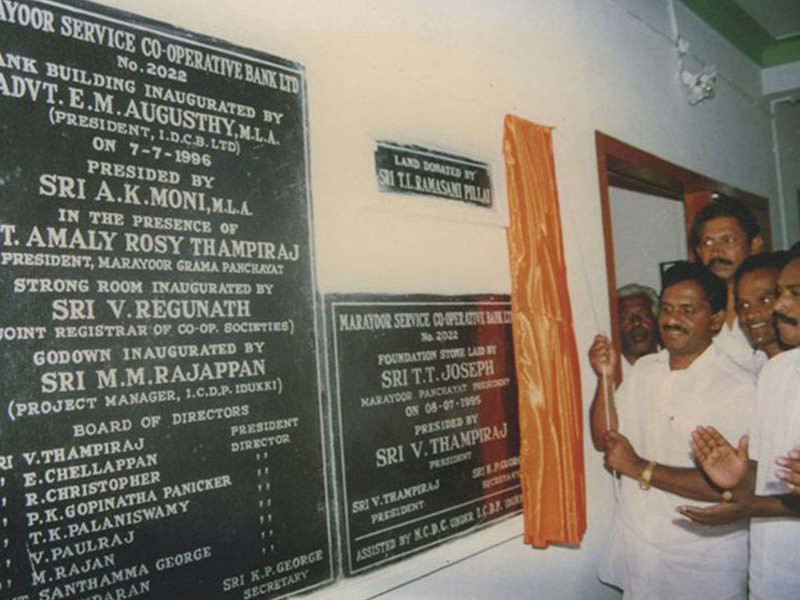 MARAYOOR SERVICE CO-OPERATIVE BANK LTD
No. 2022
BANK BUILDING INAUGURATED BY
ADVT. E.M. AUGUSTHY, M.L.A.
(PRESIDENT, I.D.C.B. LTD)
ON 7-7-1996
PRESIDED BY
SRI A.K. MONI, M.L.A.
IN THE PRESENCE OF
T. AMALY ROSY THAMPIRAJ
PRESIDENT, MARAYOOR GRAMA PANCHAYAT
STRONG ROOM INAUGURATED BY
SRI V. REGUNATH
JOINT REGISTRAR OF CO-OP. SOCIETIES)
GODOWN INAUGURATED BY
SRI M.M. RAJAPPAN
(PROJECT MANAGER, I.C.D.P. IDUKKI)
BOARD OF DIRECTORS
SRI V. THAMPIRAJ PRESIDENT
,, E. CHELLAPPAN DIRECTOR
,, R. CHRISTOPHER ,,
,, P.K. GOPINATHA PANICKER ,,
,, T.K. PALANISWAMY ,,
,, V. PAULRAJ ,,
,, M. RAJAN ,,
SANTHAMMA GEORGE ,,
SRI K.P. GEORGE
SECRETARY
LAND DONATED BY
SRI T.L. RAMASAMI PILLAI
MARAYOOR SERVICE CO-OPERATIVE BANK LTD
No. 2022
FOUNDATION STONE LAID BY
SRI T.T. JOSEPH
MARAYOOR PANCHAYAT PRESIDENT
ON 08-07-1995
PRESIDED BY
SRI V. THAMPIRAJ
PRESIDENT
SRI V. THAMPIRAJ
PRESIDENT
SRI K.P. GEORGE
SECRETARY
ASSISTED BY N.C.D.C. UNDER I.C.D.P. IDUKKI